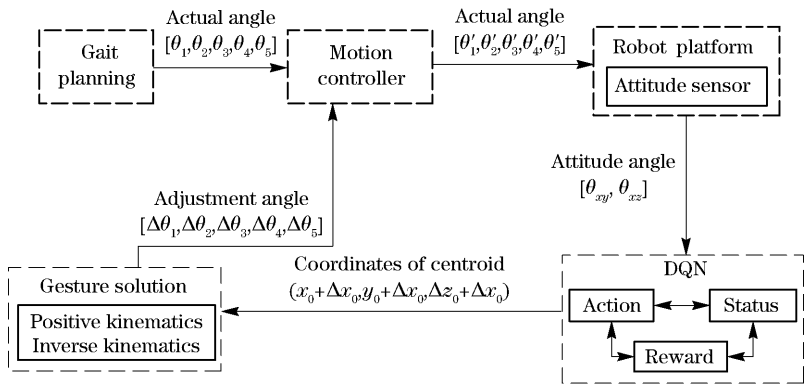 Actual angle
[θ₁,θ₂,θ₃,θ₄,θ₅]
Gait
planning
Motion
controller
Actual angle
[θ′₁,θ′₂,θ′₃,θ′₄,θ′₅]
Robot platform
Attitude sensor
Attitude angle
[θxy, θxz]
Adjustment angle
[Δθ₁,Δθ₂,Δθ₃,Δθ₄,Δθ₅]
Gesture solution
Positive kinematics
Inverse kinematics
Coordinates of centroid
(x₀+Δx₀,y₀+Δx₀,Δz₀+Δx₀)
DQN
Action
Status
Reward